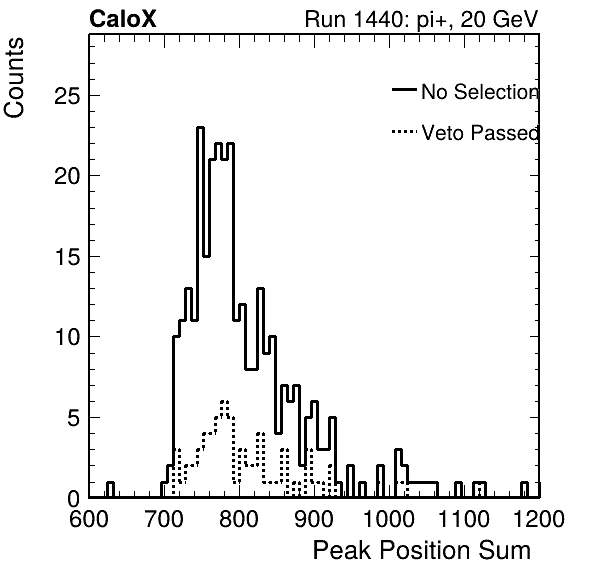 CaloX Run 1440: pi+, 20 GeV
Counts
No Selection
Veto Passed
25
20
15
10
5
0
600 700 800 900 1000 1100 1200
Peak Position Sum